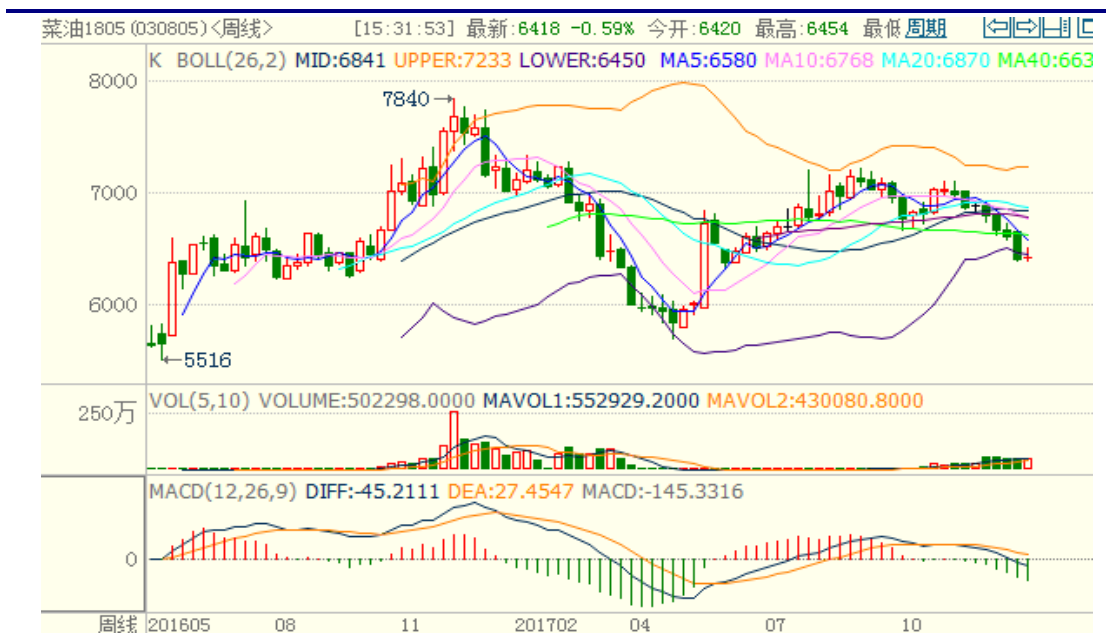 菜油1805 (030805)<周线> [15:31:53] 最新:6418 -0.59% 今开:6420 最高:6454 最低 周期
K BOLL(26,2) MID:6841 UPPER:7233 LOWER:6450 MA5:6580 MA10:6768 MA20:6870 MA40:663
8000
7840
7000
6000
5516
VOL(5,10) VOLUME:502298.0000 MAVOL1:552929.2000 MAVOL2:430080.8000
250万
MACD(12,26,9) DIFF:-45.2111 DEA:27.4547 MACD:-145.3316
0
周线 201605 08 11 201702 04 07 10